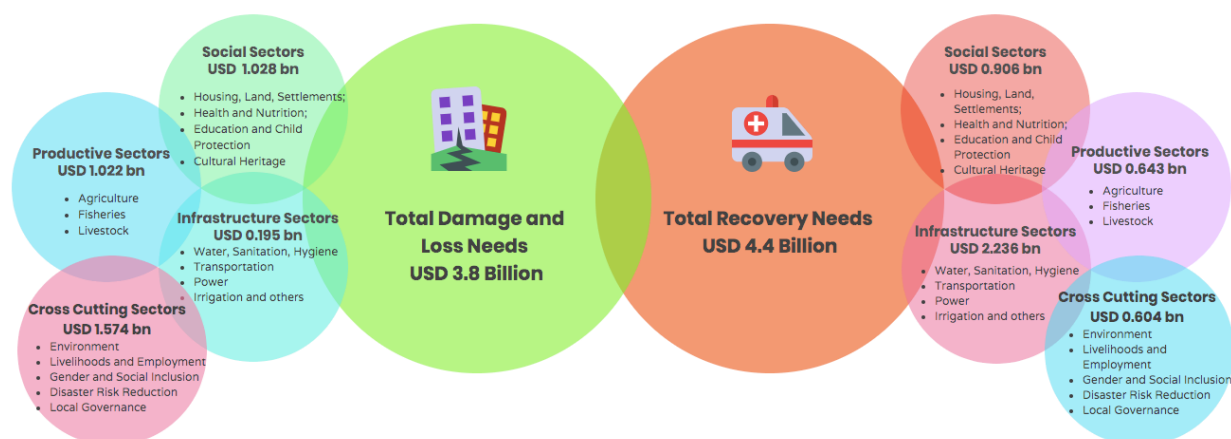 Social Sectors
USD 1.028 bn
• Housing, Land, Settlements;
• Health and Nutrition;
• Education and Child
Protection
• Cultural Heritage
Productive Sectors
USD 1.022 bn
• Agriculture
• Fisheries
• Livestock
Infrastructure Sectors
USD 0.195 bn
• Water, Sanitation, Hygiene
• Transportation
• Power
• Irrigation and others
Cross Cutting Sectors
USD 1.574 bn
• Environment
• Livelihoods and Employment
• Gender and Social Inclusion
• Disaster Risk Reduction
• Local Governance
Total Damage and
Loss Needs
USD 3.8 Billion
Total Recovery Needs
USD 4.4 Billion
Social Sectors
USD 0.906 bn
• Housing, Land,
Settlements;
• Health and Nutrition;
• Education and Child
Protection
• Cultural Heritage
Productive Sectors
USD 0.643 bn
• Agriculture
• Fisheries
• Livestock
Infrastructure Sectors
USD 2.236 bn
• Water, Sanitation, Hygiene
• Transportation
• Power
• Irrigation and others
Cross Cutting Sectors
USD 0.604 bn
• Environment
• Livelihoods and
Employment
• Gender and Social Inclusion
• Disaster Risk Reduction
• Local Governance